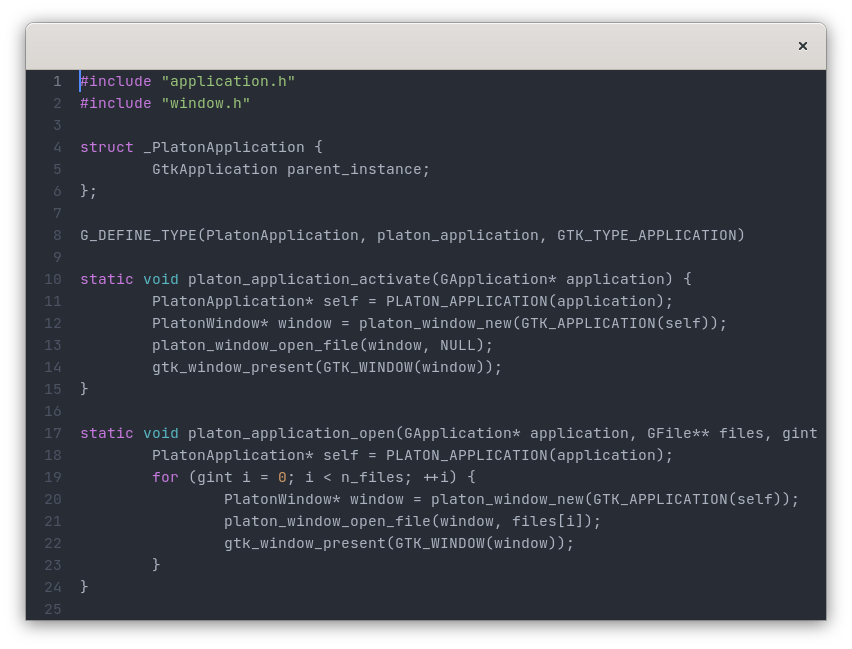 1 #include "application.h"
2 #include "window.h"
3
4 struct _PlatonApplication {
5         GtkApplication parent_instance;
6 };
7
8 G_DEFINE_TYPE(PlatonApplication, platon_application, GTK_TYPE_APPLICATION)
9
10 static void platon_application_activate(GApplication* application) {
11         PlatonApplication* self = PLATON_APPLICATION(application);
12         PlatonWindow* window = platon_window_new(GTK_APPLICATION(self));
13         platon_window_open_file(window, NULL);
14         gtk_window_present(GTK_WINDOW(window));
15 }
16
17 static void platon_application_open(GApplication* application, GFile** files, gint
18         PlatonApplication* self = PLATON_APPLICATION(application);
19         for (gint i = 0; i < n_files; ++i) {
20                 PlatonWindow* window = platon_window_new(GTK_APPLICATION(self));
21                 platon_window_open_file(window, files[i]);
22                 gtk_window_present(GTK_WINDOW(window));
23         }
24 }
25